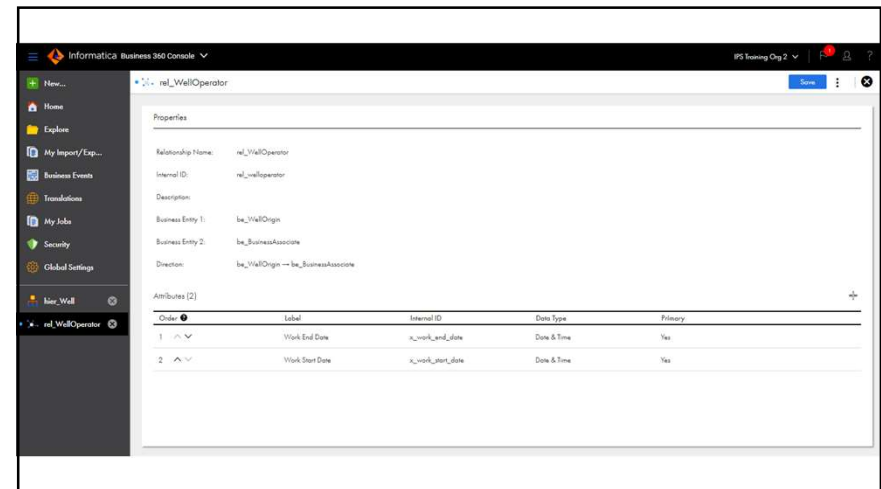 Informatica Business 360 Console
IPS Training Org 2
?
New...
rel_WellOperator
Save
Home
Explore
My Import/Exp...
Business Events
Translations
My Jobs
Security
Global Settings
hier_Well
rel_WellOperator
Properties
Relationship Name: rel_WellOperator
Internal ID: rel_welloperator
Description:
Business Entity 1: be_WellOrigin
Business Entity 2: be_BusinessAssociate
Direction: be_WellOrigin → be_BusinessAssociate
Attributes (2)
Order Label Internal ID Data Type Primary
1 Work End Date x_work_end_date Date & Time Yes
2 Work Start Date x_work_start_date Date & Time Yes